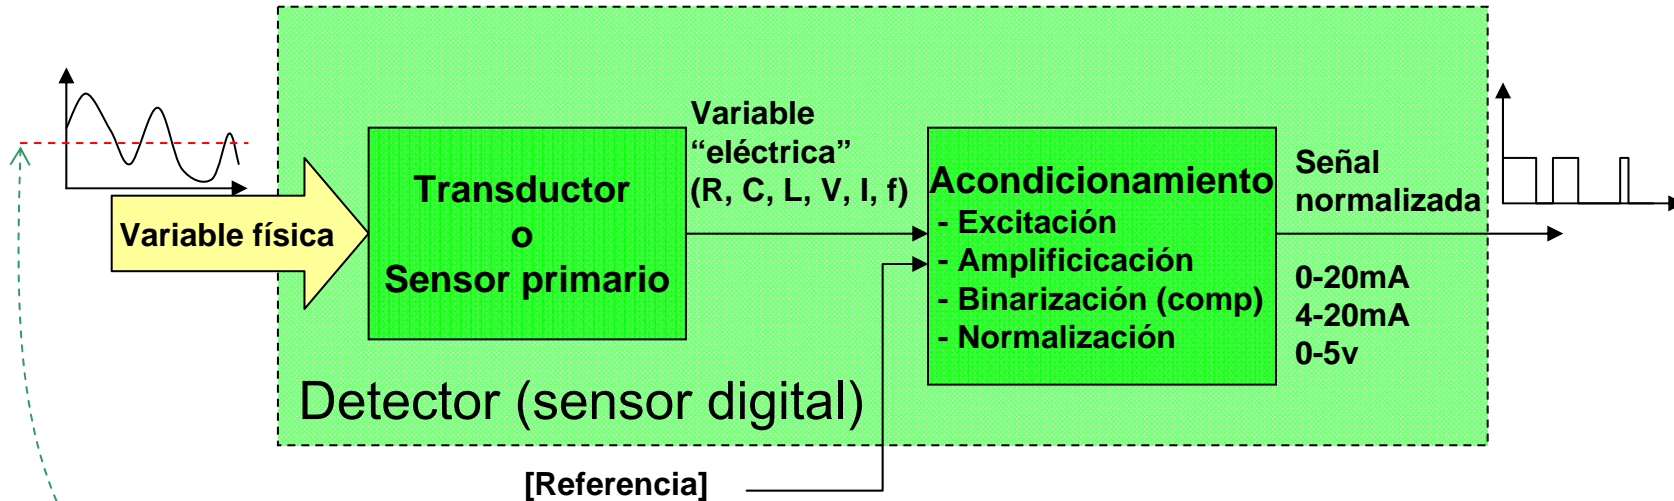 Variable física
Transductor
o
Sensor primario
Variable
“eléctrica”
(R, C, L, V, I, f)
Acondicionamiento
- Excitación
- Amplificicación
- Binarización (comp)
- Normalización
Señal
normalizada
0-20mA
4-20mA
0-5v
Detector (sensor digital)
[Referencia]